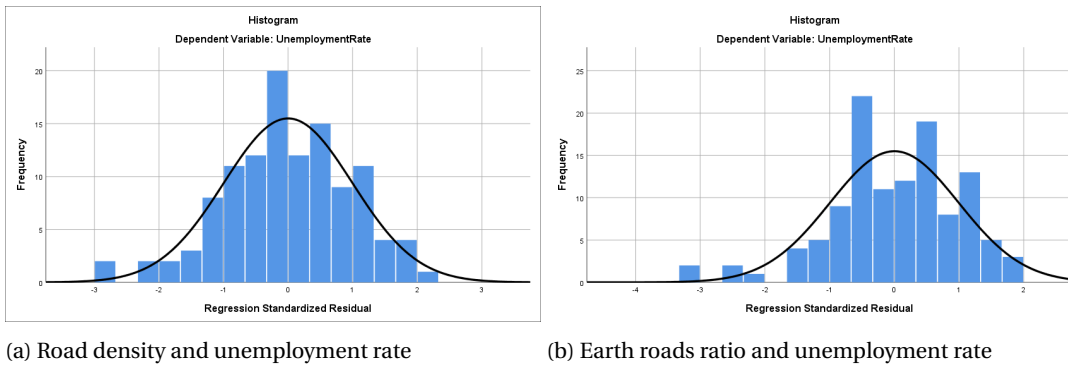 Histogram
Dependent Variable: UnemploymentRate
20
15
10
5
0
Frequency
-3 -2 -1 0 1 2 3
Regression Standardized Residual
(a) Road density and unemployment rate
Histogram
Dependent Variable: UnemploymentRate
25
20
15
10
5
0
Frequency
-4 -3 -2 -1 0 1 2
Regression Standardized Residual
(b) Earth roads ratio and unemployment rate